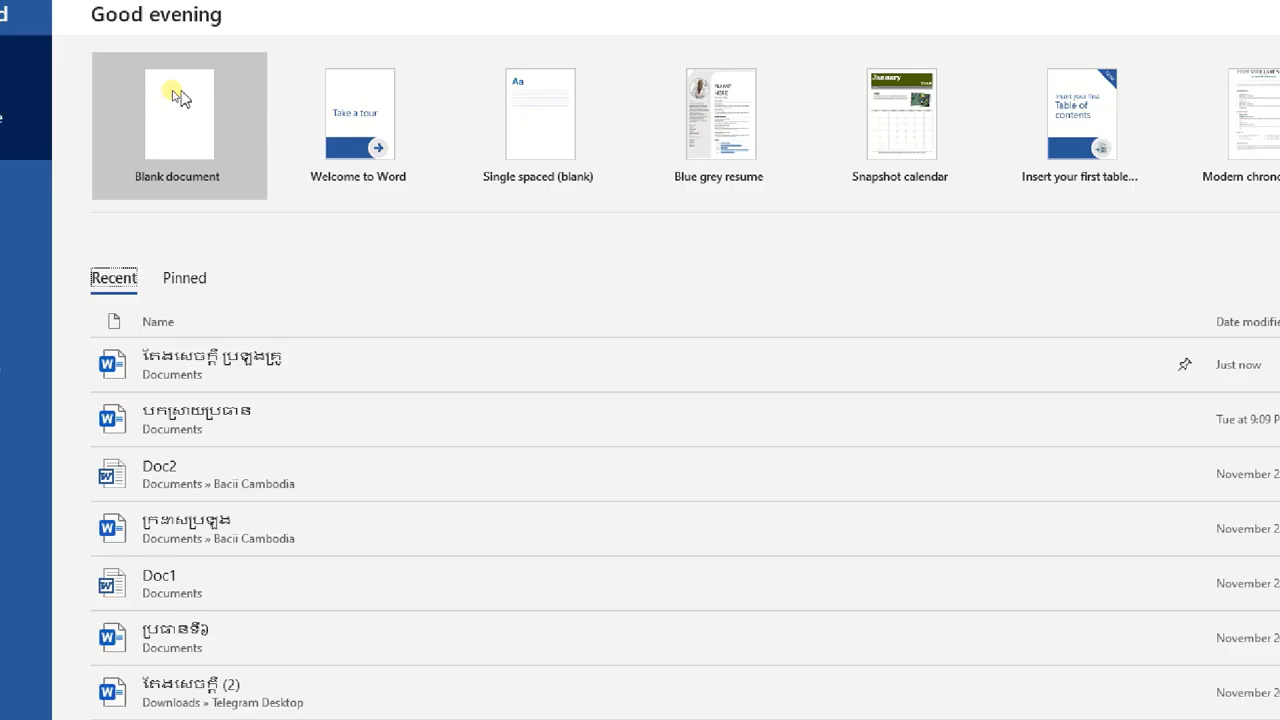 Good evening
Blank document
Take a tour
Welcome to Word
Aa
Single spaced (blank)
Blue grey resume
January
Snapshot calendar
Insert your first
Table of
contents
Insert your first table...
Modern chrono
Recent
Pinned
Name
Date modifie
តែងសេចក្តី ប្រឡងគ្រូ
Documents
Just now
បកស្រាយប្រធាន
Documents
Tue at 9:09 P
Doc2
Documents » Bacii Cambodia
November 2
ក្រដាសប្រឡង
Documents » Bacii Cambodia
November 2
Doc1
Documents
November 2
ប្រធានទី៦
Documents
November 2
តែងសេចក្តី (2)
Downloads » Telegram Desktop
November 2